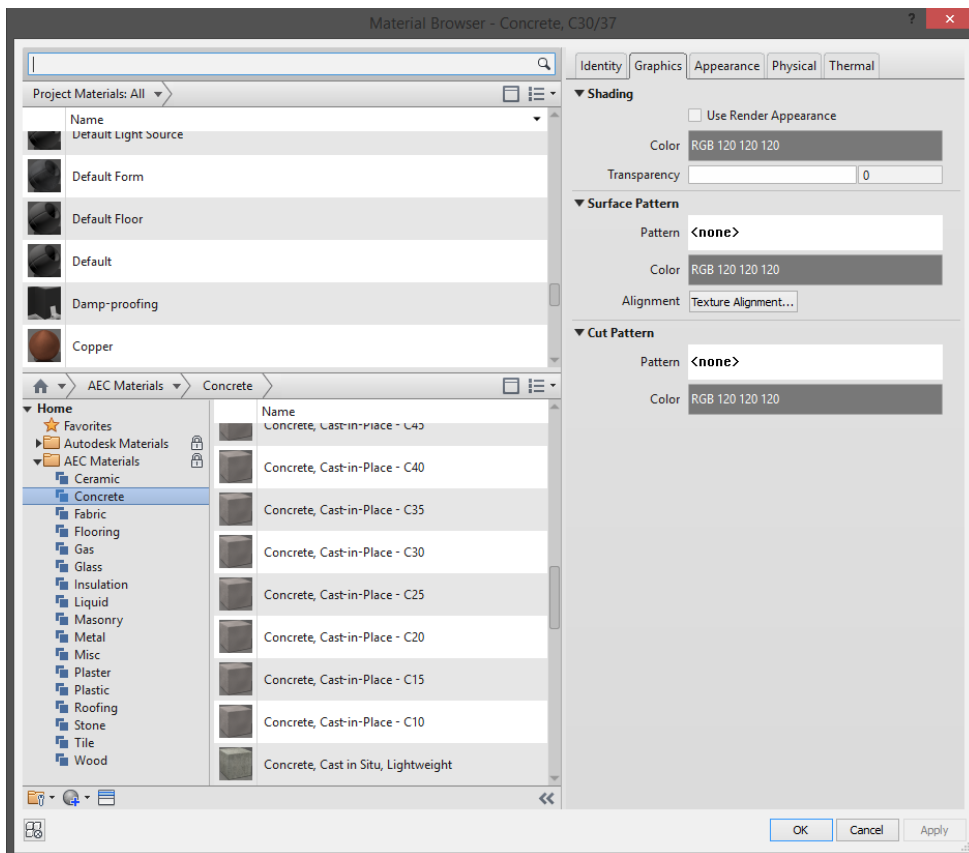 Material Browser - Concrete, C30/37
?
Identity Graphics Appearance Physical Thermal
Project Materials: All
Name
Default Light Source
Default Form
Default Floor
Default
Damp-proofing
Copper
AEC Materials Concrete
Home
Favorites
Autodesk Materials
AEC Materials
Ceramic
Concrete
Fabric
Flooring
Gas
Glass
Insulation
Liquid
Masonry
Metal
Misc
Plaster
Plastic
Roofing
Stone
Tile
Wood
Name
Concrete, Cast-in-Place - C45
Concrete, Cast-in-Place - C40
Concrete, Cast-in-Place - C35
Concrete, Cast-in-Place - C30
Concrete, Cast-in-Place - C25
Concrete, Cast-in-Place - C20
Concrete, Cast-in-Place - C15
Concrete, Cast-in-Place - C10
Concrete, Cast in Situ, Lightweight
Shading
Use Render Appearance
Color RGB 120 120 120
Transparency 0
Surface Pattern
Pattern <none>
Color RGB 120 120 120
Alignment Texture Alignment...
Cut Pattern
Pattern <none>
Color RGB 120 120 120
OK Cancel Apply